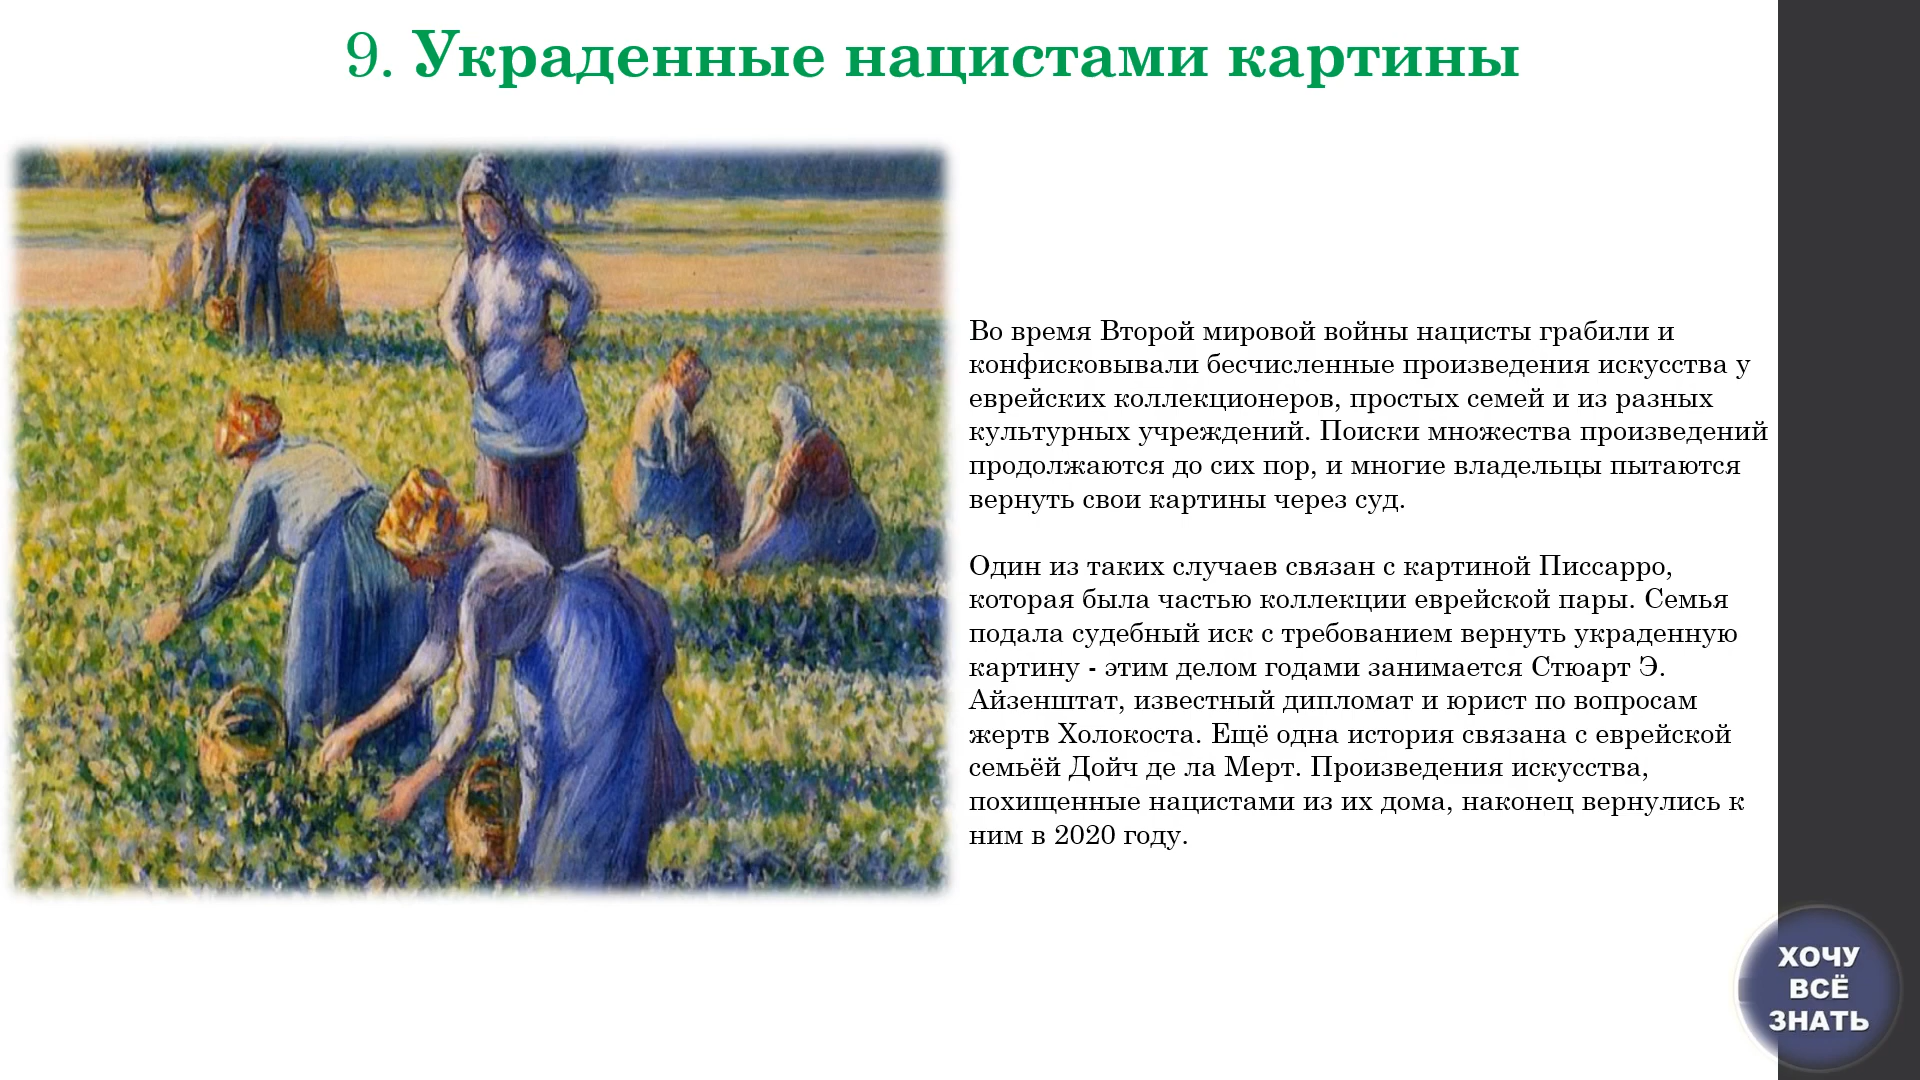 9. Украденные нацистами картины
Во время Второй мировой войны нацисты грабили и
конфисковывали бесчисленные произведения искусства у
еврейских коллекционеров, простых семей и из разных
культурных учреждений. Поиски множества произведений
продолжаются до сих пор, и многие владельцы пытаются
вернуть свои картины через суд.
Один из таких случаев связан с картиной Писсарро,
которая была частью коллекции еврейской пары. Семья
подала судебный иск с требованием вернуть украденную
картину - этим делом годами занимается Стюарт Э.
Айзенштат, известный дипломат и юрист по вопросам
жертв Холокоста. Ещё одна история связана с еврейской
семьёй Дойч де ла Мерт. Произведения искусства,
похищенные нацистами из их дома, наконец вернулись к
ним в 2020 году.
ХОЧУ
ВСЁ
ЗНАТЬ